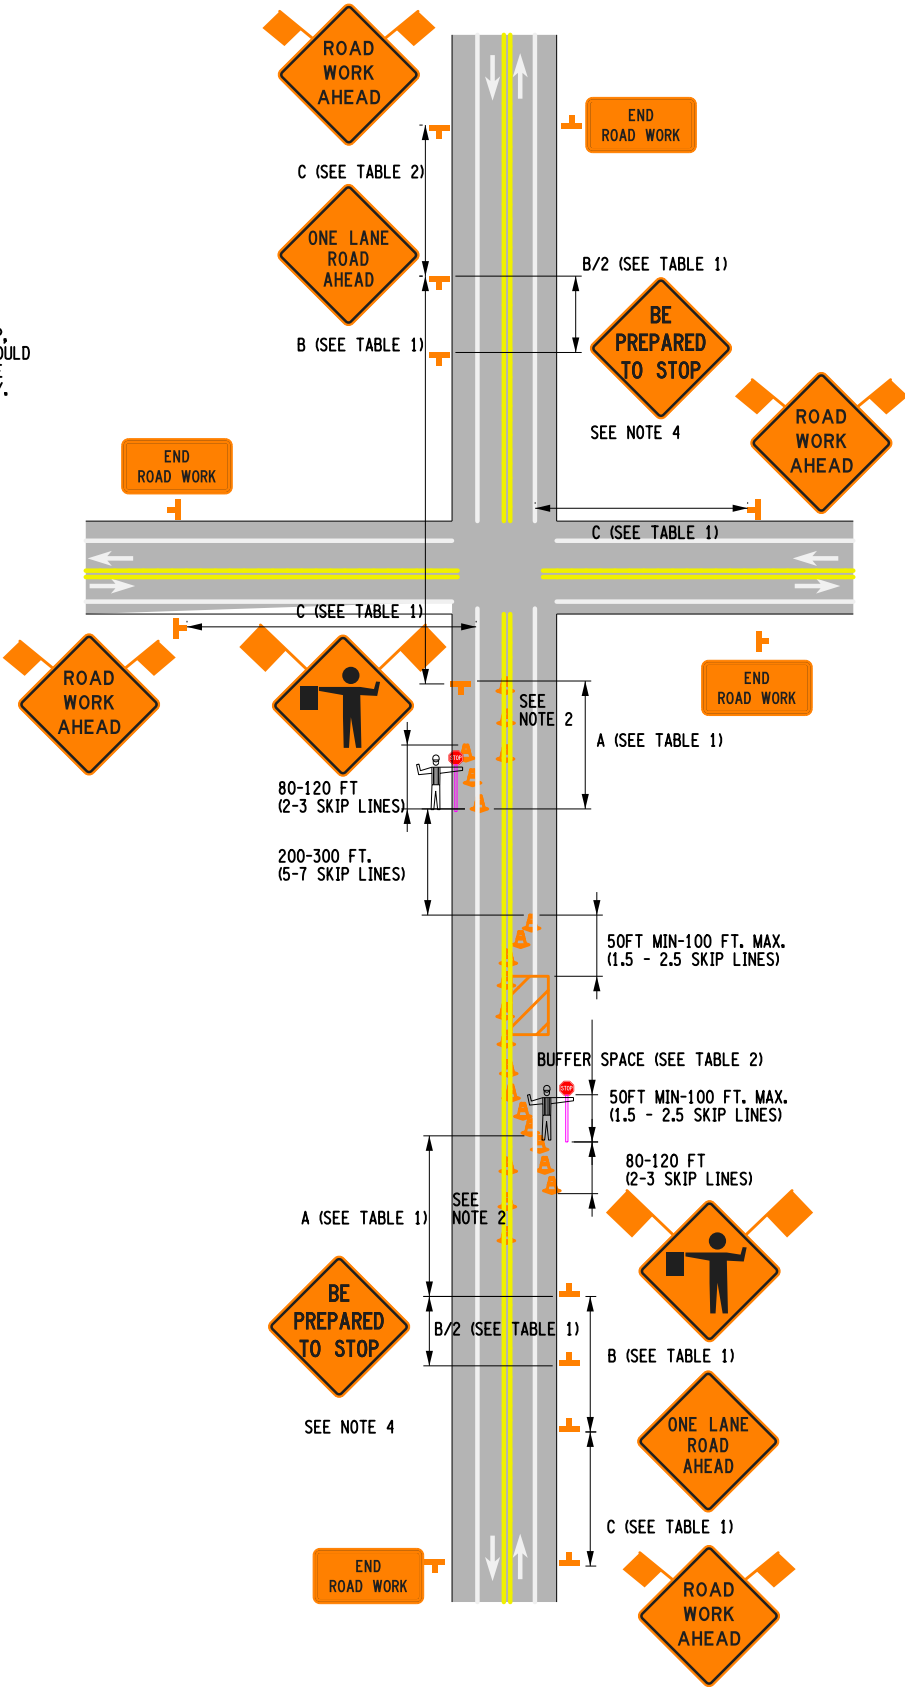 ROAD
WORK
AHEAD
END
ROAD WORK
C (SEE TABLE 2)
ONE LANE
ROAD
AHEAD
B/2 (SEE TABLE 1)
BE
PREPARED
TO STOP
B (SEE TABLE 1)
OULD
SEE NOTE 4
ROAD
WORK
AHEAD
END
ROAD WORK
C (SEE TABLE 1)
C (SEE TABLE 1)
ROAD
WORK
AHEAD
END
ROAD WORK
SEE
NOTE 2
A (SEE TABLE 1)
STOP
80-120 FT
(2-3 SKIP LINES)
200-300 FT.
(5-7 SKIP LINES)
50FT MIN-100 FT. MAX.
(1.5 - 2.5 SKIP LINES)
BUFFER SPACE (SEE TABLE 2)
STOP
50FT MIN-100 FT. MAX.
(1.5 - 2.5 SKIP LINES)
80-120 FT
(2-3 SKIP LINES)
SEE
NOTE 2
A (SEE TABLE 1)
BE
PREPARED
TO STOP
B/2 (SEE TABLE 1)
B (SEE TABLE 1)
SEE NOTE 4
ONE LANE
ROAD
AHEAD
C (SEE TABLE 1)
END
ROAD WORK
ROAD
WORK
AHEAD